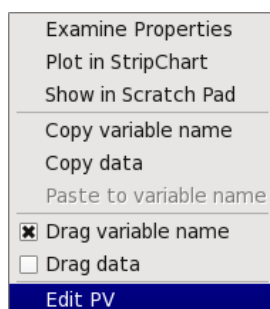 Examine Properties
Plot in StripChart
Show in Scratch Pad
Copy variable name
Copy data
Paste to variable name
Drag variable name
Drag data
Edit PV